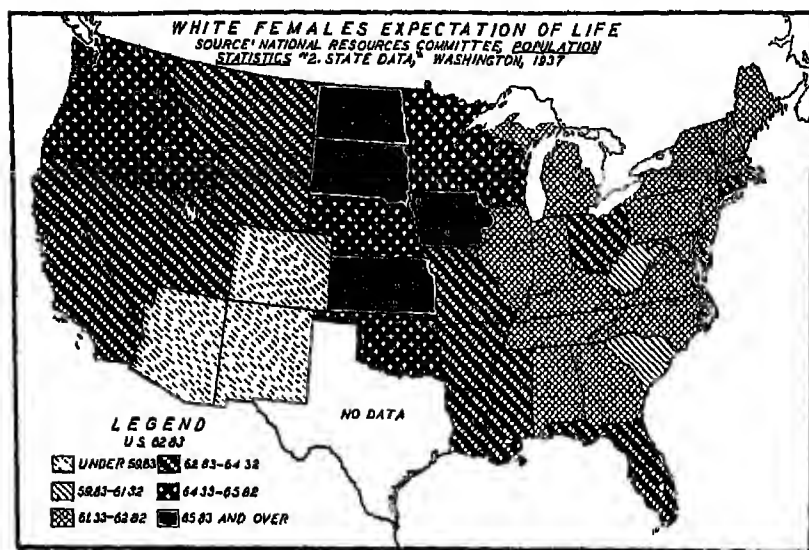 WHITE FEMALES EXPECTATION OF LIFE
SOURCE: NATIONAL RESOURCES COMMITTEE, POPULATION
STATISTICS "2. STATE DATA," WASHINGTON, 1937
NO DATA
LEGEND
U.S. 62.83
UNDER 59.83
59.83-61.32
61.33-62.82
62.83-64.32
64.33-65.82
65.83 AND OVER